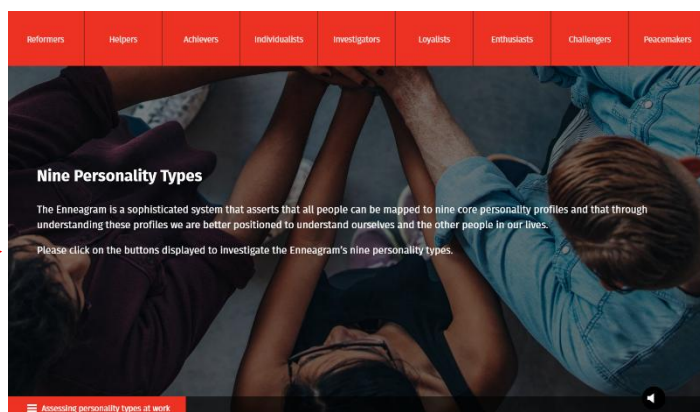 Reformers
Helpers
Achievers
Individualists
Investigators
Loyalists
Enthusiasts
Challengers
Peacemakers
Nine Personality Types
The Enneagram is a sophisticated system that asserts that all people can be mapped to nine core personality profiles and that through
understanding these profiles we are better positioned to understand ourselves and the other people in our lives.
Please click on the buttons displayed to investigate the Enneagram's nine personality types.
Assessing personality types at work